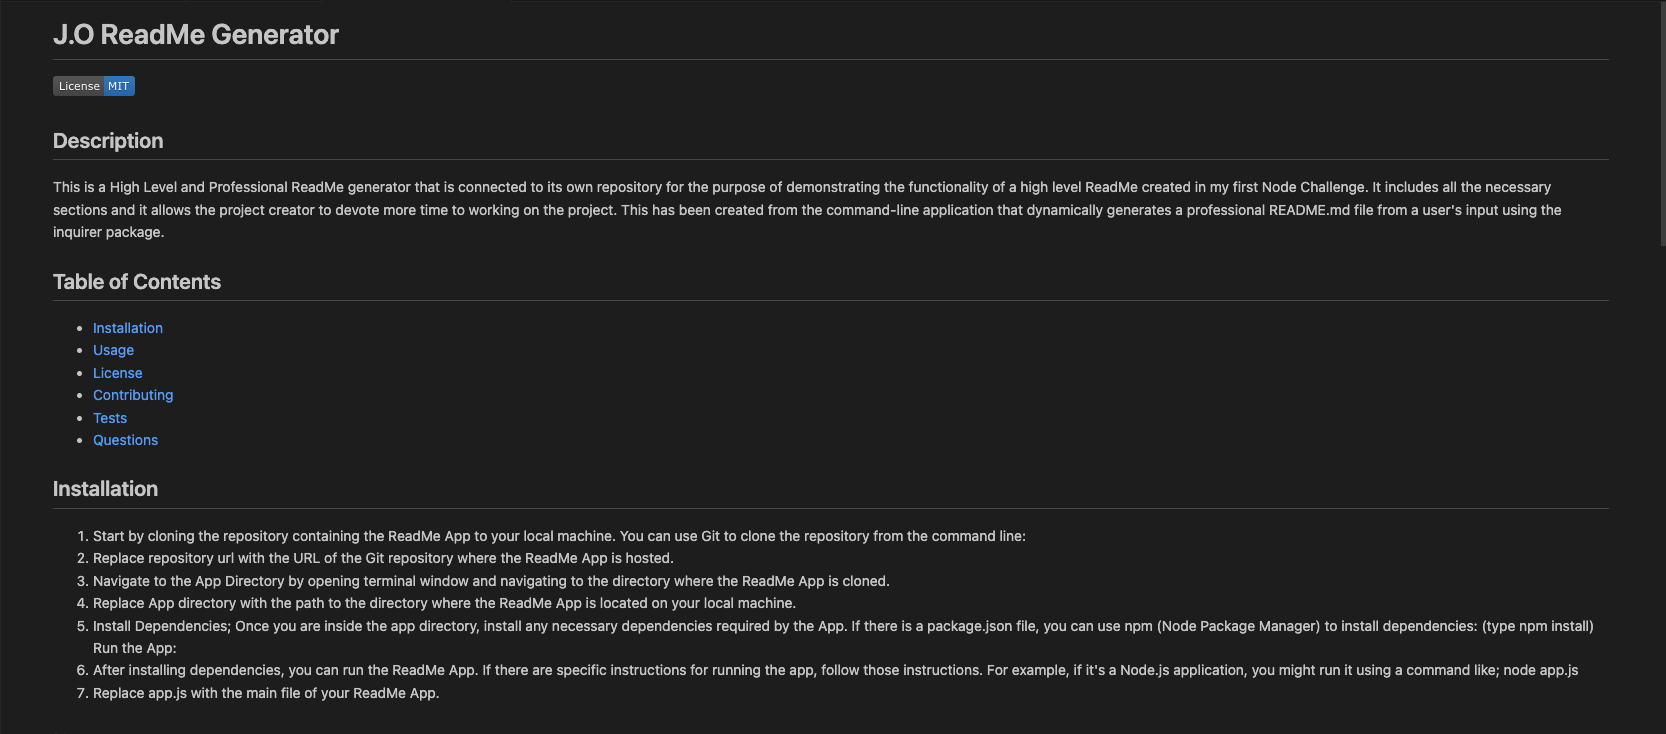 J.O ReadMe Generator
License MIT
Description
This is a High Level and Professional ReadMe generator that is connected to its own repository for the purpose of demonstrating the functionality of a high level ReadMe created in my first Node Challenge. It includes all the necessary
sections and it allows the project creator to devote more time to working on the project. This has been created from the command-line application that dynamically generates a professional README.md file from a user's input using the
inquirer package.
Table of Contents
• Installation
• Usage
• License
• Contributing
• Tests
• Questions
Installation
1. Start by cloning the repository containing the ReadMe App to your local machine. You can use Git to clone the repository from the command line:
2. Replace repository url with the URL of the Git repository where the ReadMe App is hosted.
3. Navigate to the App Directory by opening terminal window and navigating to the directory where the ReadMe App is cloned.
4. Replace App directory with the path to the directory where the ReadMe App is located on your local machine.
5. Install Dependencies; Once you are inside the app directory, install any necessary dependencies required by the App. If there is a package.json file, you can use npm (Node Package Manager) to install dependencies: (type npm install)
Run the App:
6. After installing dependencies, you can run the ReadMe App. If there are specific instructions for running the app, follow those instructions. For example, if it's a Node.js application, you might run it using a command like; node app.js
7. Replace app.js with the main file of your ReadMe App.